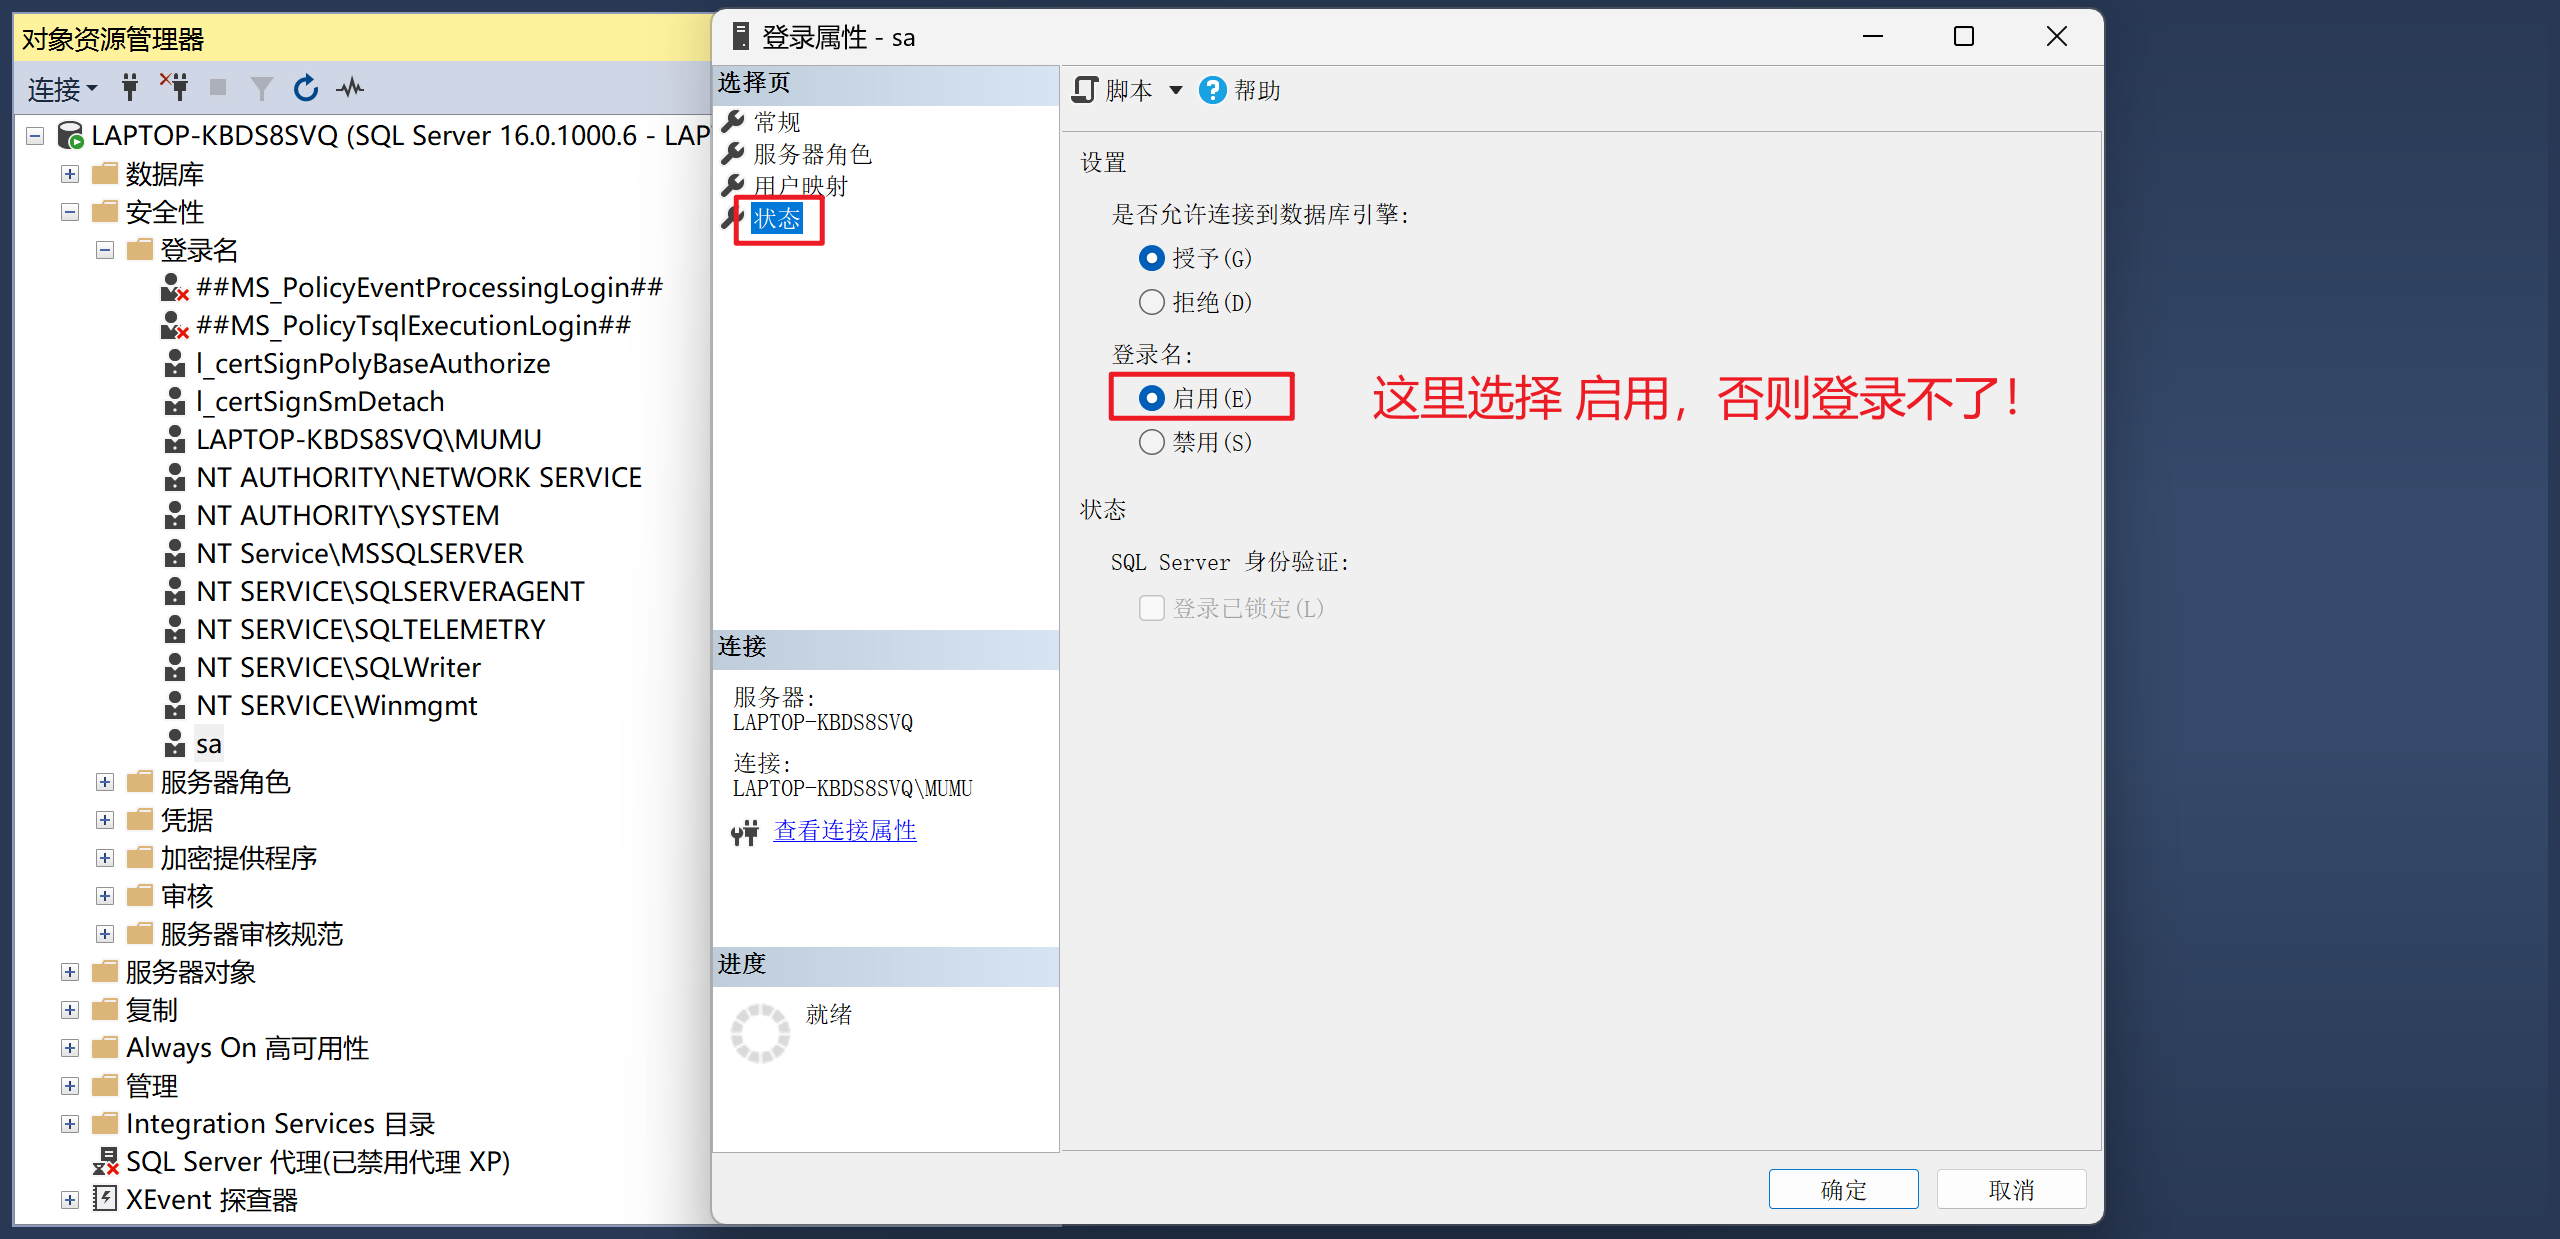 对象资源管理器
连接
LAPTOP-KBDS8SVQ (SQL Server 16.0.1000.6 - LAP
数据库
安全性
登录名
##MS_PolicyEventProcessingLogin##
##MS_PolicyTsqlExecutionLogin##
l_certSignPolyBaseAuthorize
l_certSignSmDetach
LAPTOP-KBDS8SVQ\MUMU
NT AUTHORITY\NETWORK SERVICE
NT AUTHORITY\SYSTEM
NT Service\MSSQLSERVER
NT SERVICE\SQLSERVERAGENT
NT SERVICE\SQLTELEMETRY
NT SERVICE\SQLWriter
NT SERVICE\Winmgmt
sa
服务器角色
凭据
加密提供程序
审核
服务器审核规范
服务器对象
复制
Always On 高可用性
管理
Integration Services 目录
SQL Server 代理(已禁用代理 XP)
XEvent 探查器
登录属性 - sa
选择页
常规
服务器角色
用户映射
状态
连接
服务器:
LAPTOP-KBDS8SVQ
连接:
LAPTOP-KBDS8SVQ\MUMU
查看连接属性
进度
就绪
脚本
帮助
设置
是否允许连接到数据库引擎:
授予(G)
拒绝(D)
登录名:
启用(E)
这里选择 启用，否则登录不了！
禁用(S)
状态
SQL Server 身份验证:
登录已锁定(L)
确定
取消